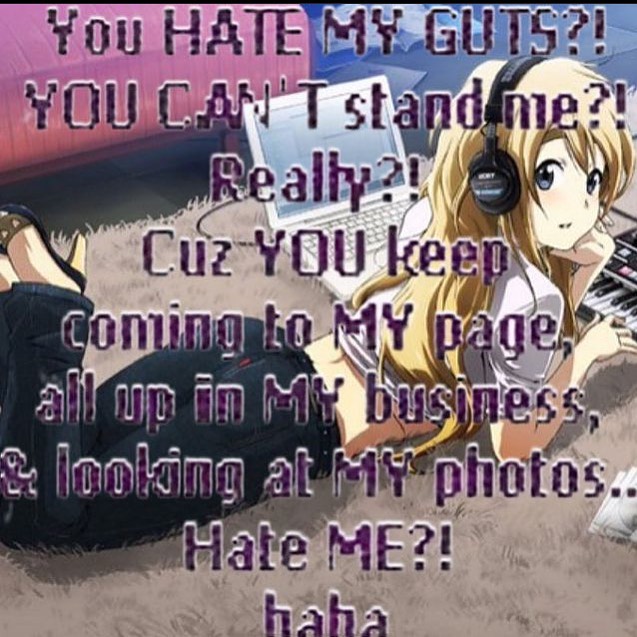 You HATE MY GUTS?!
YOU CAN'T stand me?!
Really?!
Cuz YOU keep
coming to MY page,
all up in MY business,
& looking at MY photos..
Hate ME?!
haha
SONY